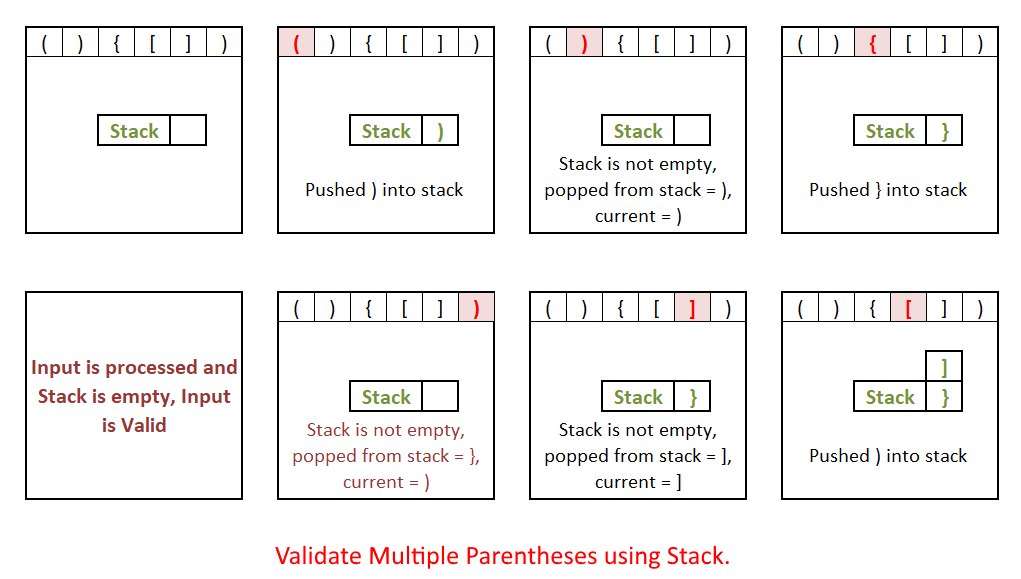 ( ) { [ ] )
Stack
( ) { [ ] )
Stack )
Pushed ) into stack
( ) { [ ] )
Stack
Stack is not empty,
popped from stack = ),
current = )
( ) { [ ] )
Stack }
Pushed } into stack
Input is processed and
Stack is empty, Input
is Valid
( ) { [ ] )
Stack
Stack is not empty,
popped from stack = },
current = )
( ) { [ ] )
Stack }
Stack is not empty,
popped from stack = ],
current = ]
( ) { [ ] )
]
Stack }
Pushed ) into stack
Validate Multiple Parentheses using Stack.